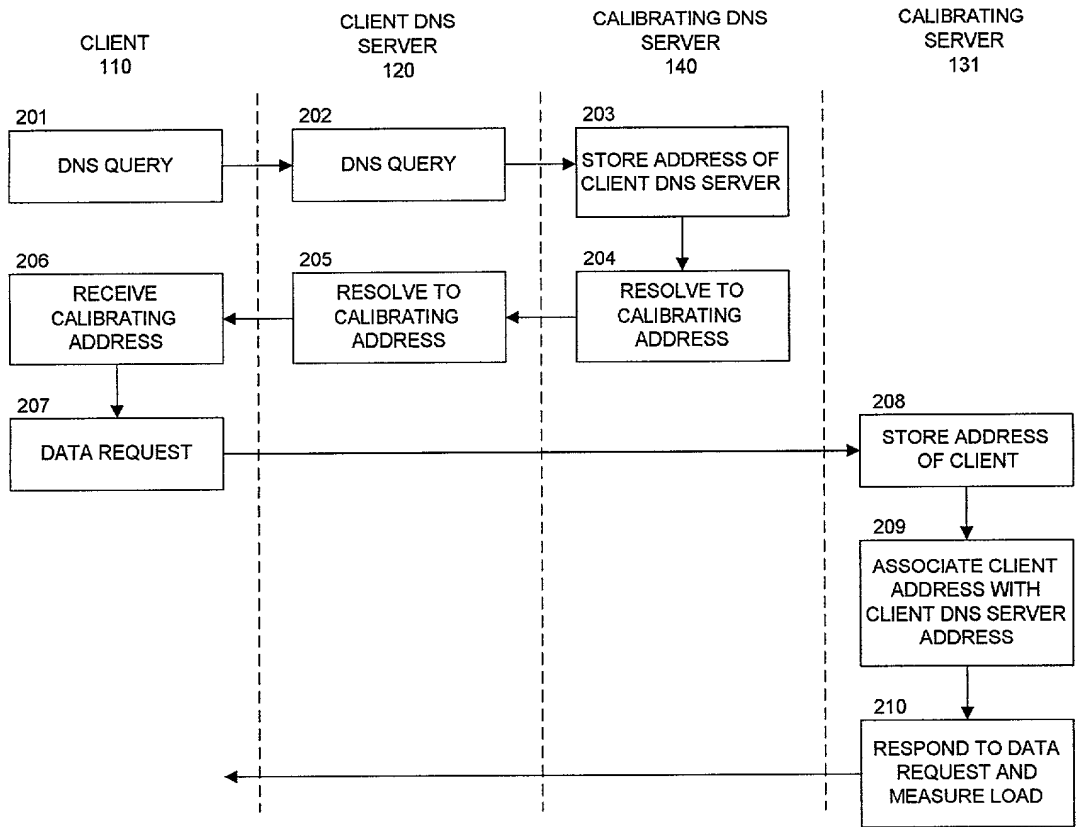 CLIENT
110
CLIENT DNS
SERVER
120
CALIBRATING DNS
SERVER
140
CALIBRATING
SERVER
131
201
DNS QUERY
202
DNS QUERY
203
STORE ADDRESS OF
CLIENT DNS SERVER
206
RECEIVE
CALIBRATING
ADDRESS
205
RESOLVE TO
CALIBRATING
ADDRESS
204
RESOLVE TO
CALIBRATING
ADDRESS
207
DATA REQUEST
208
STORE ADDRESS
OF CLIENT
209
ASSOCIATE CLIENT
ADDRESS WITH
CLIENT DNS SERVER
ADDRESS
210
RESPOND TO DATA
REQUEST AND
MEASURE LOAD